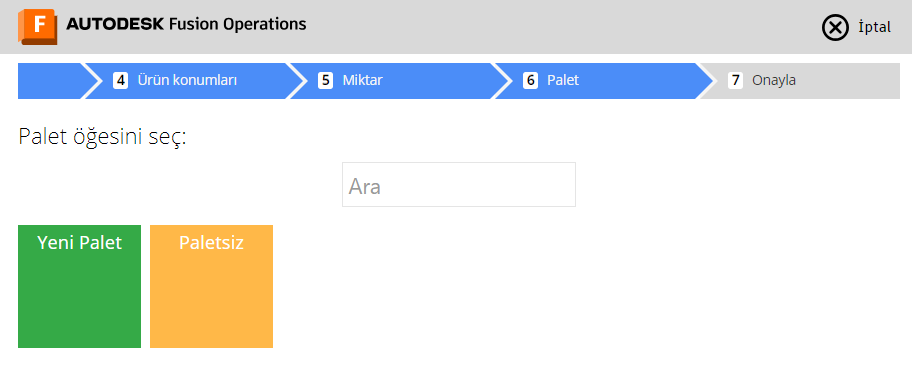 F AUTODESK Fusion Operations
İptal
4 Ürün konumları 5 Miktar 6 Palet 7 Onayla
Palet öğesini seç:
Ara
Yeni Palet Paletsiz